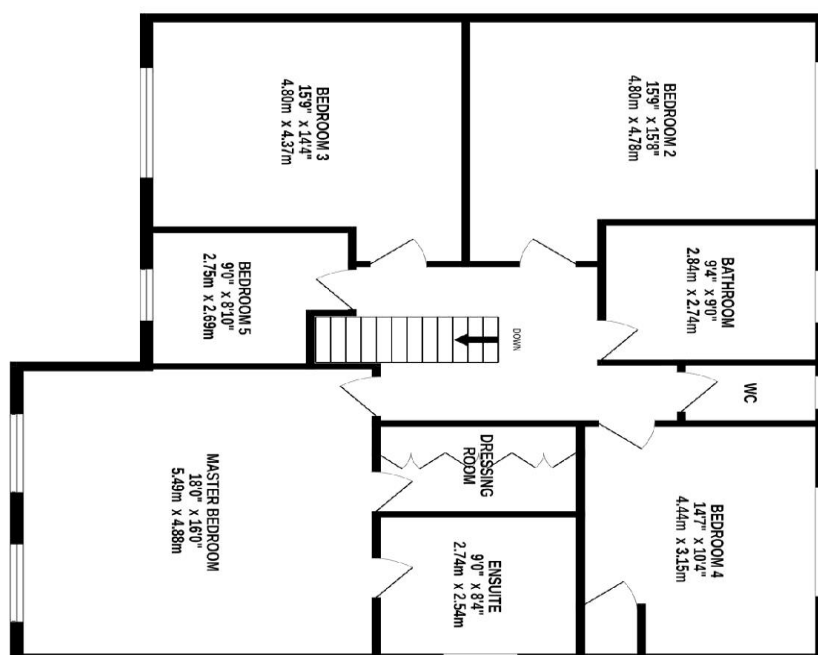 BEDROOM 3
15'9" x 14'4"
4.80m x 4.37m
BEDROOM 2
15'9" x 15'8"
4.80m x 4.78m
BEDROOM 5
9'0" x 8'10"
2.75m x 2.69m
BATHROOM
9'4" x 9'0"
2.84m x 2.74m
DOWN
WC
MASTER BEDROOM
18'0" x 16'0"
5.49m x 4.88m
DRESSING
ROOM
ENSUITE
9'0" x 8'4"
2.74m x 2.54m
BEDROOM 4
14'7" x 10'4"
4.44m x 3.15m